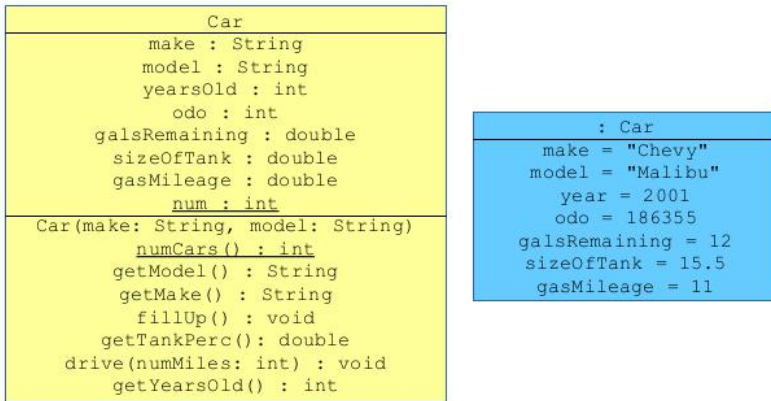 Car
make : String
model : String
yearsOld : int
odo : int
galsRemaining : double
sizeOfTank : double
gasMileage : double
num : int
Car(make: String, model: String)
numCars() : int
getModel() : String
getMake() : String
fillUp() : void
getTankPerc(): double
drive(numMiles: int) : void
getYearsOld() : int
: Car
make = "Chevy"
model = "Malibu"
year = 2001
odo = 186355
galsRemaining = 12
sizeOfTank = 15.5
gasMileage = 11